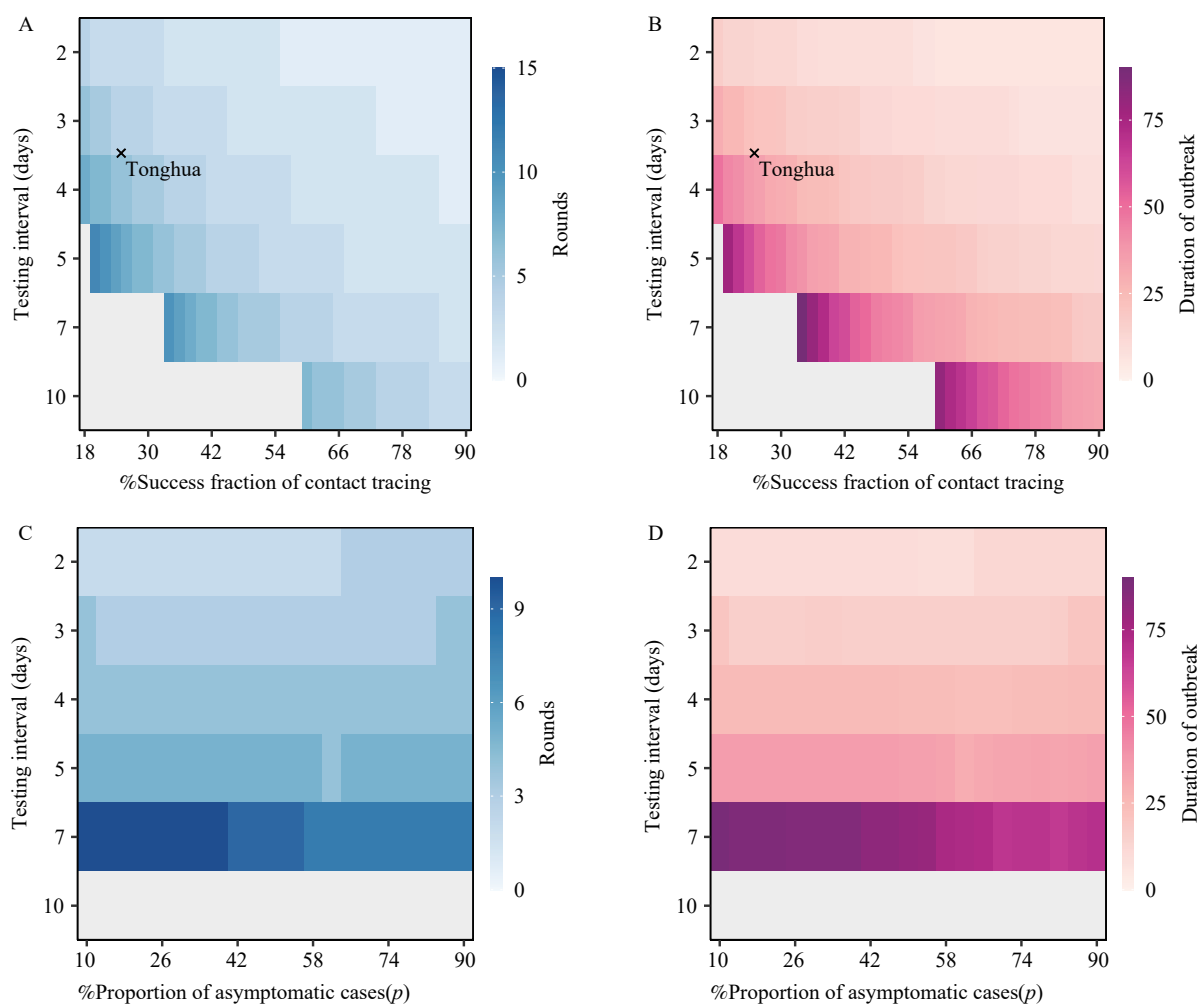 A
Testing interval (days)
2
3
4
5
7
10
Tonghua
18 30 42 54 66 78 90
%Success fraction of contact tracing
15
10
5
0
Rounds
B
Testing interval (days)
2
3
4
5
7
10
Tonghua
18 30 42 54 66 78 90
%Success fraction of contact tracing
75
50
25
0
Duration of outbreak
C
Testing interval (days)
2
3
4
5
7
10
10 26 42 58 74 90
%Proportion of asymptomatic cases(p)
9
6
3
0
Rounds
D
Testing interval (days)
2
3
4
5
7
10
10 26 42 58 74 90
%Proportion of asymptomatic cases(p)
75
50
25
0
Duration of outbreak